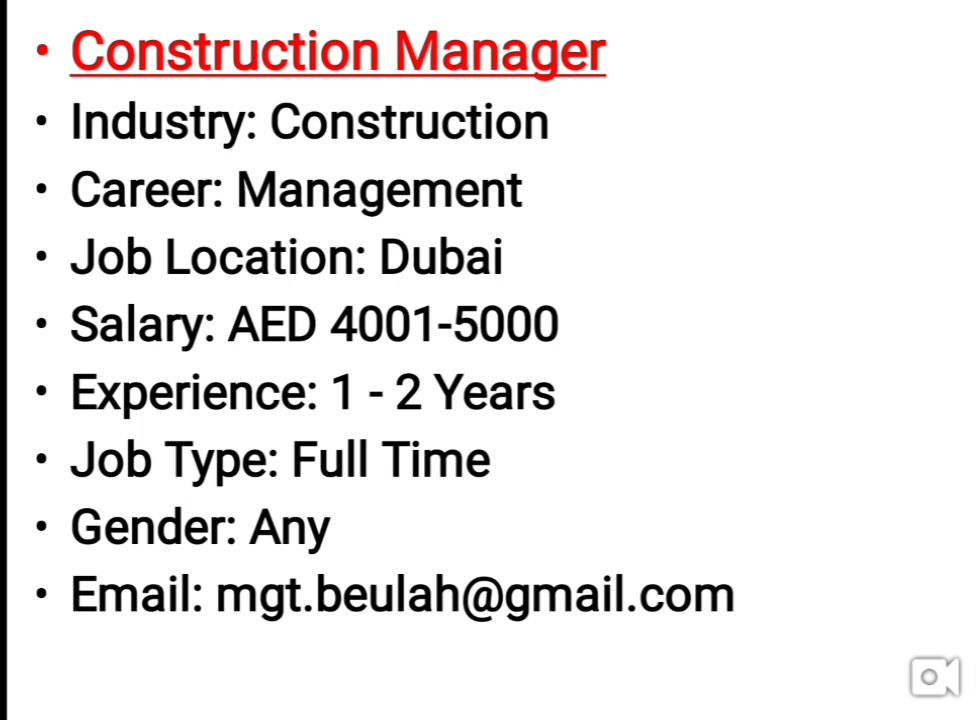 • Construction Manager
• Industry: Construction
• Career: Management
• Job Location: Dubai
• Salary: AED 4001-5000
• Experience: 1 - 2 Years
• Job Type: Full Time
• Gender: Any
• Email: mgt.beulah@gmail.com